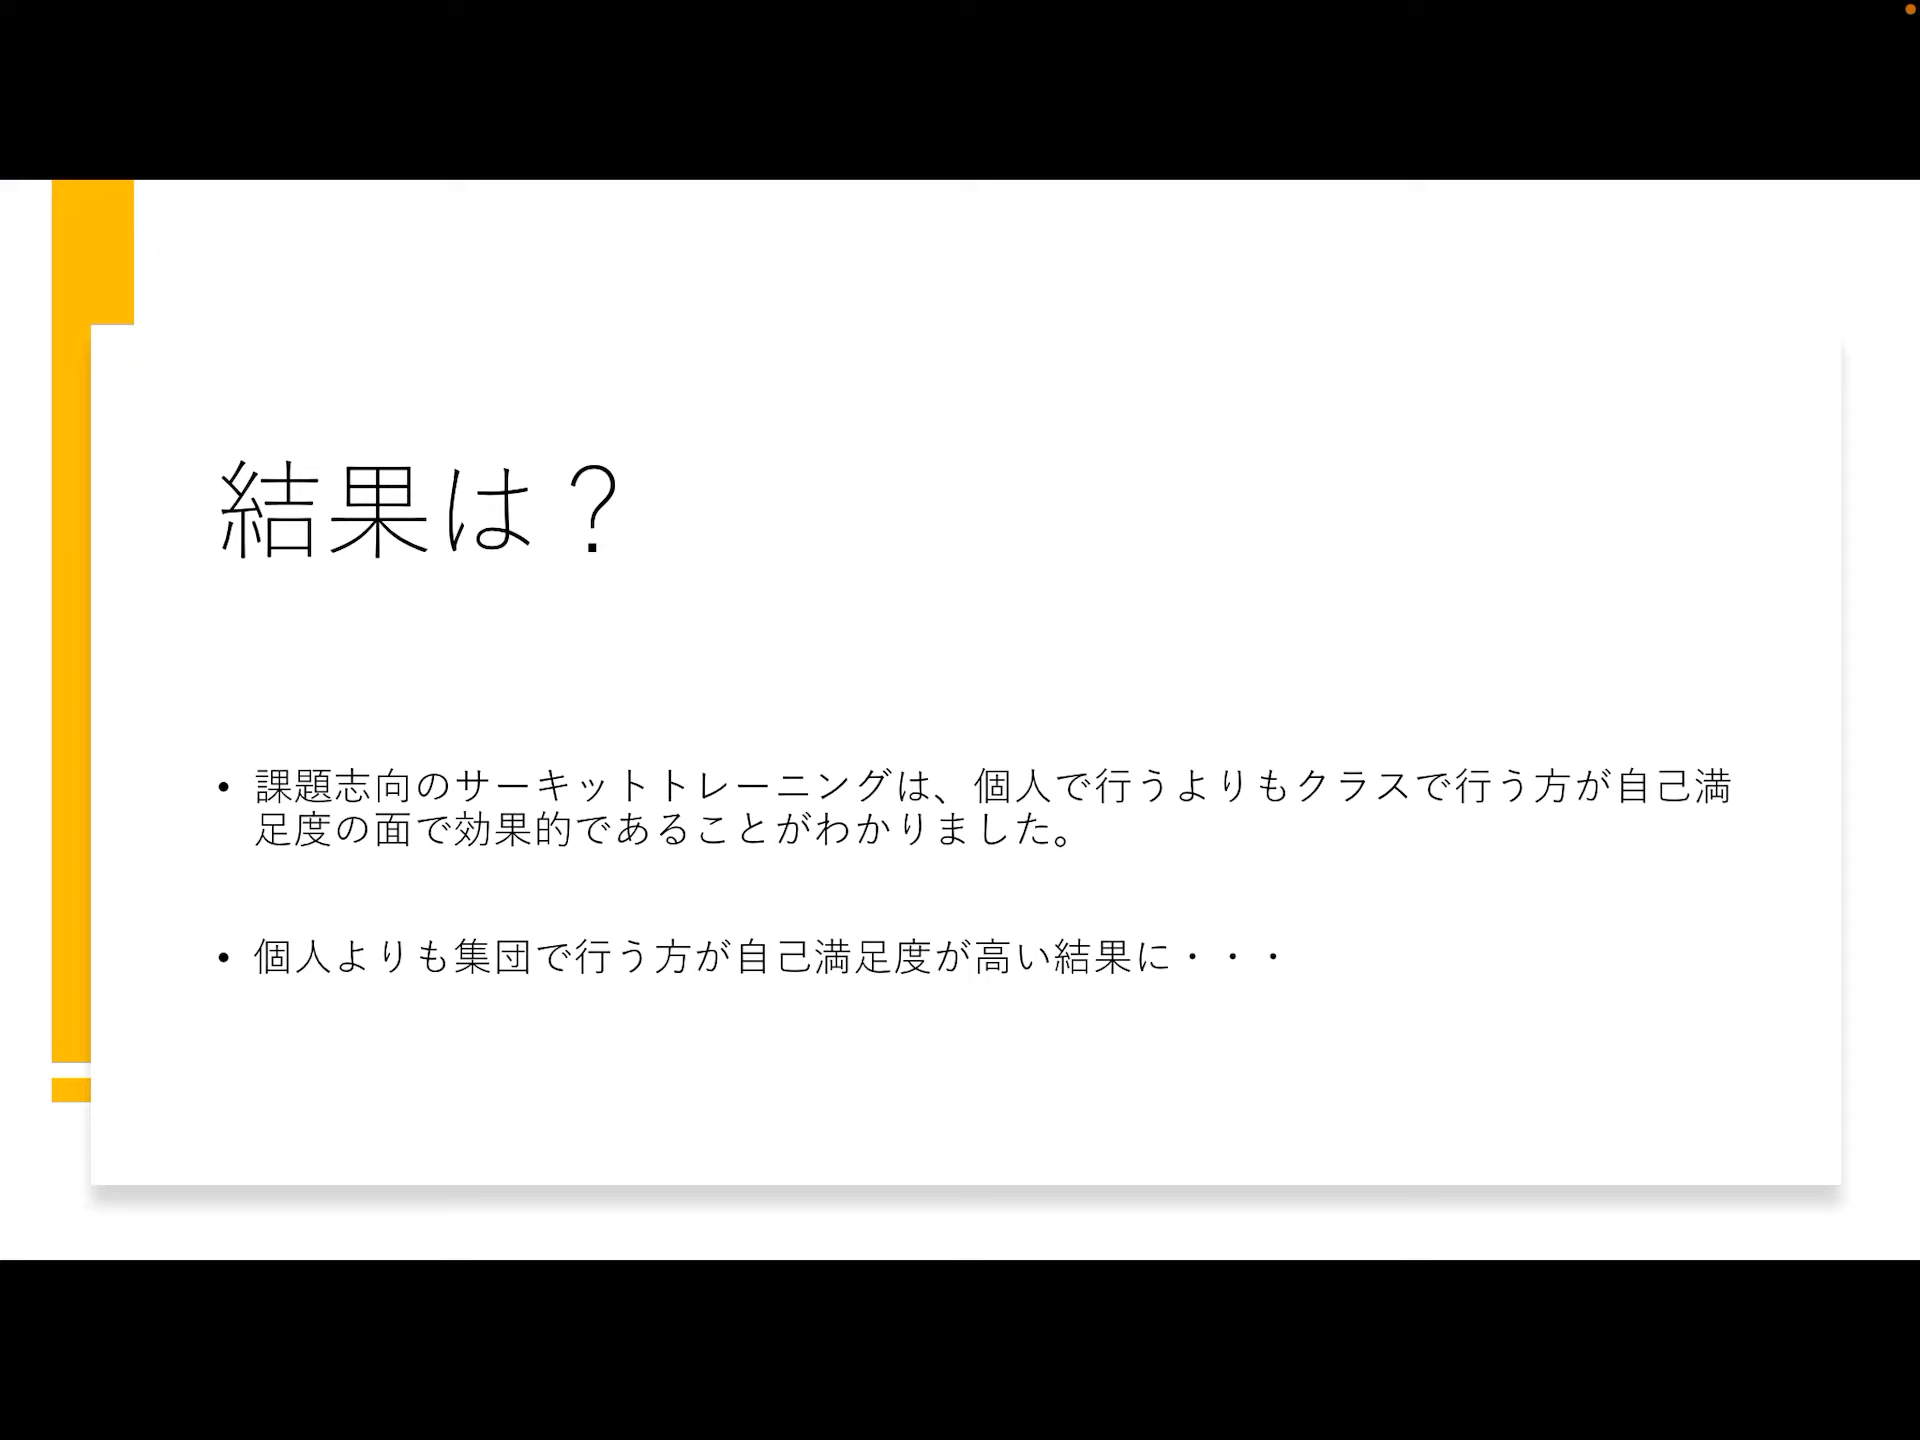 結果は？
• 課題志向のサーキットトレーニングは、個人で行うよりもクラスで行う方が自己満
足度の面で効果的であることがわかりました。
• 個人よりも集団で行う方が自己満足度が高い結果に・・・